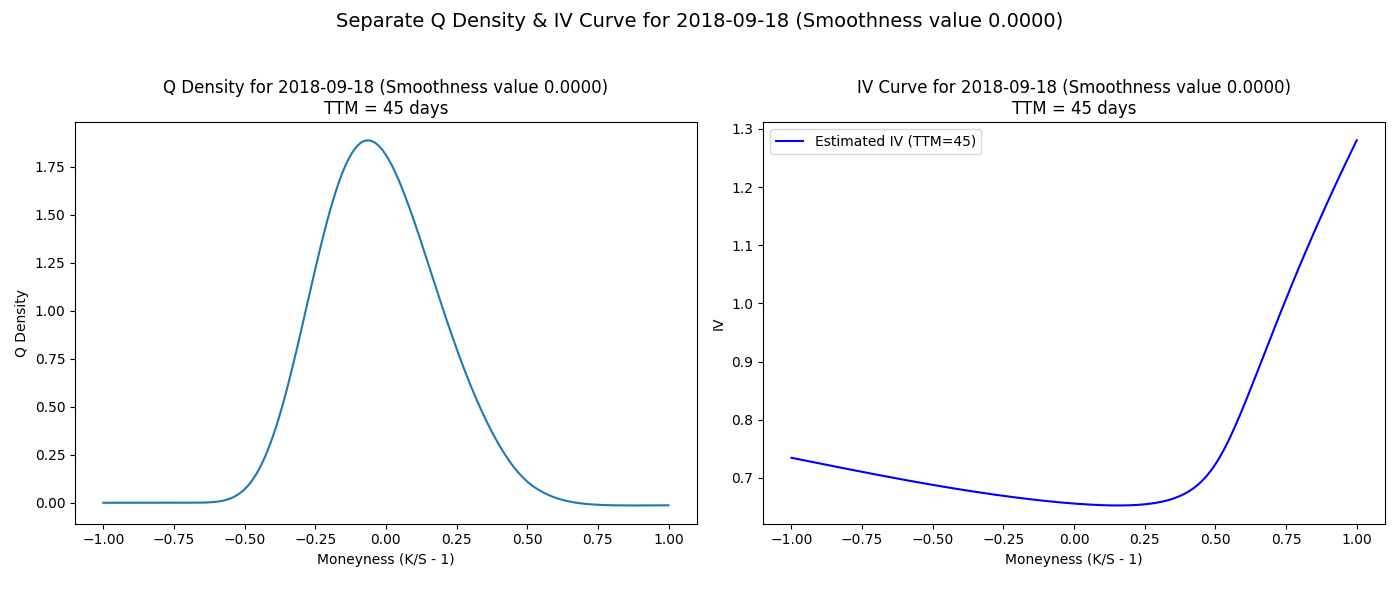 Separate Q Density & IV Curve for 2018-09-18 (Smoothness value 0.0000)
Q Density for 2018-09-18 (Smoothness value 0.0000)
TTM = 45 days
Q Density
1.75
1.50
1.25
1.00
0.75
0.50
0.25
0.00
−1.00 −0.75 −0.50 −0.25 0.00 0.25 0.50 0.75 1.00
Moneyness (K/S - 1)
IV Curve for 2018-09-18 (Smoothness value 0.0000)
TTM = 45 days
Estimated IV (TTM=45)
IV
1.3
1.2
1.1
1.0
0.9
0.8
0.7
−1.00 −0.75 −0.50 −0.25 0.00 0.25 0.50 0.75 1.00
Moneyness (K/S - 1)